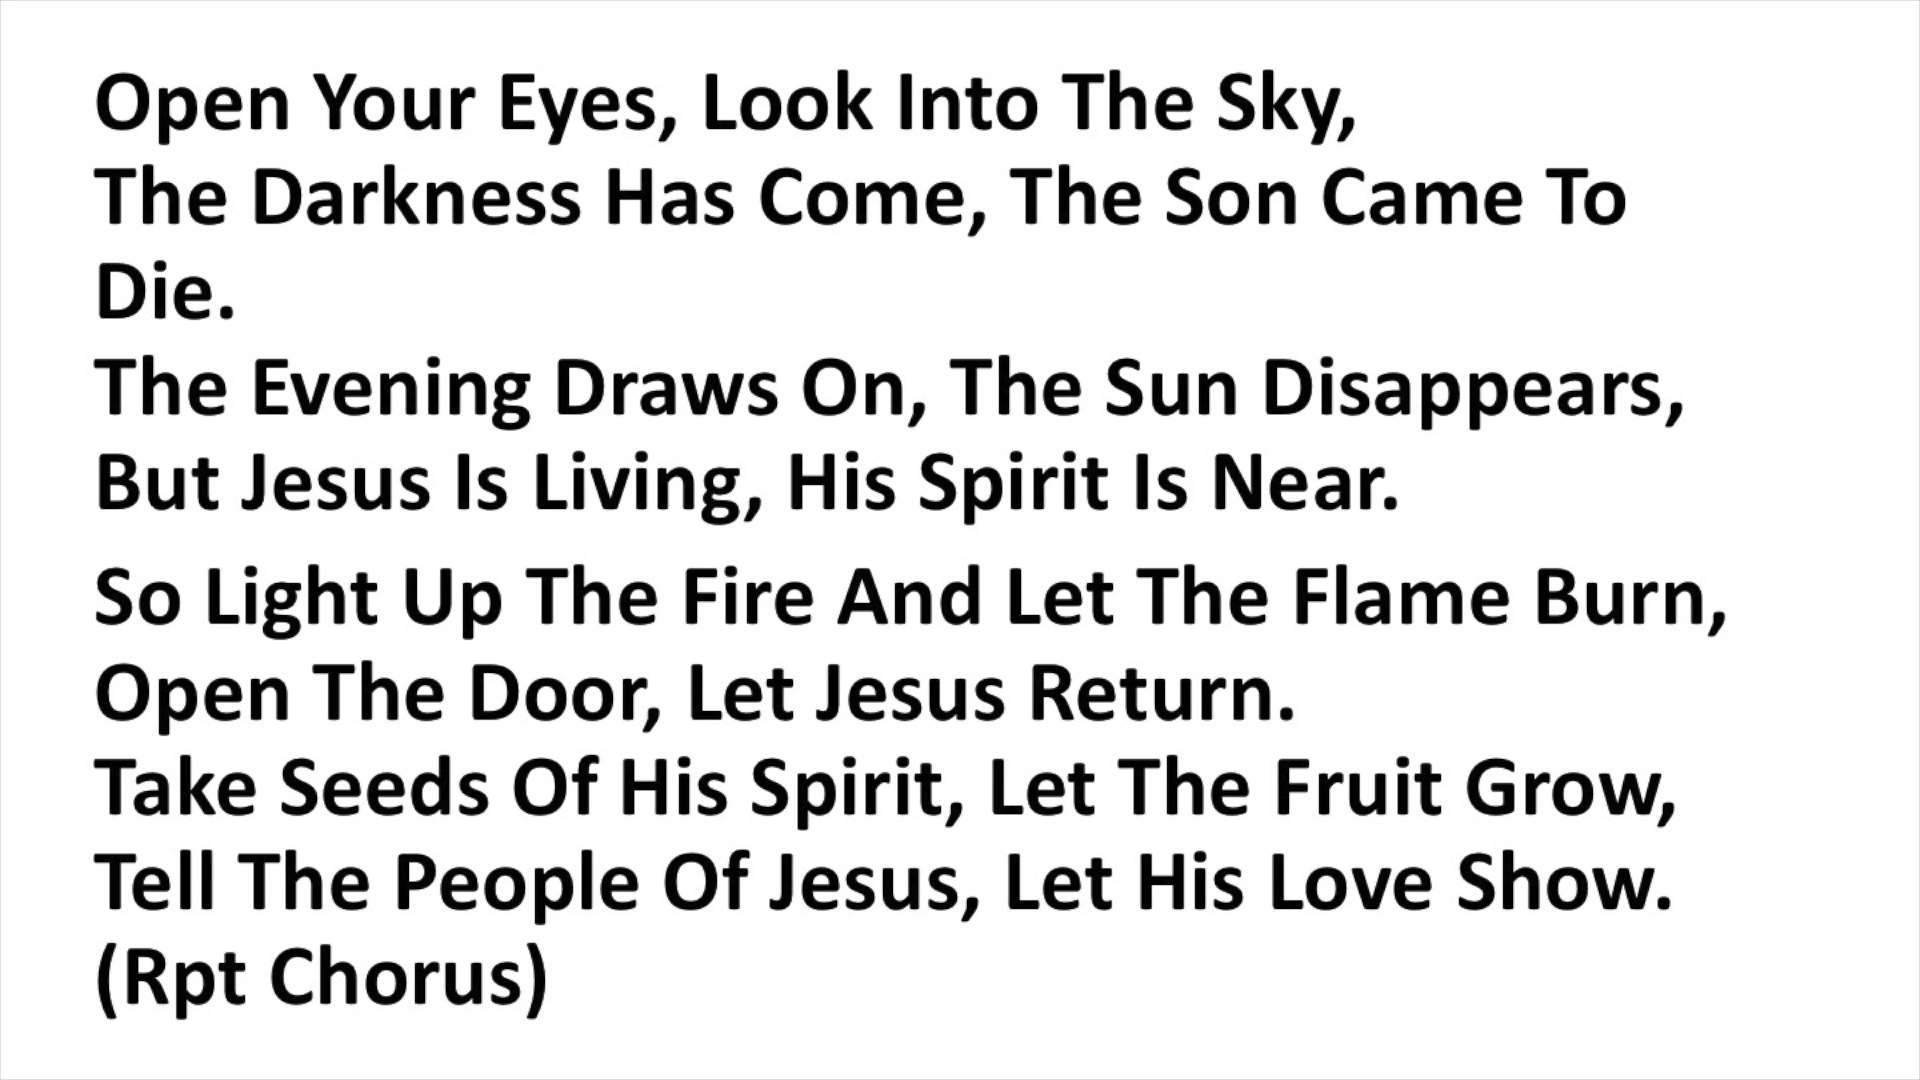 Open Your Eyes, Look Into The Sky,
The Darkness Has Come, The Son Came To
Die.
The Evening Draws On, The Sun Disappears,
But Jesus Is Living, His Spirit Is Near.
So Light Up The Fire And Let The Flame Burn,
Open The Door, Let Jesus Return.
Take Seeds Of His Spirit, Let The Fruit Grow,
Tell The People Of Jesus, Let His Love Show.
(Rpt Chorus)